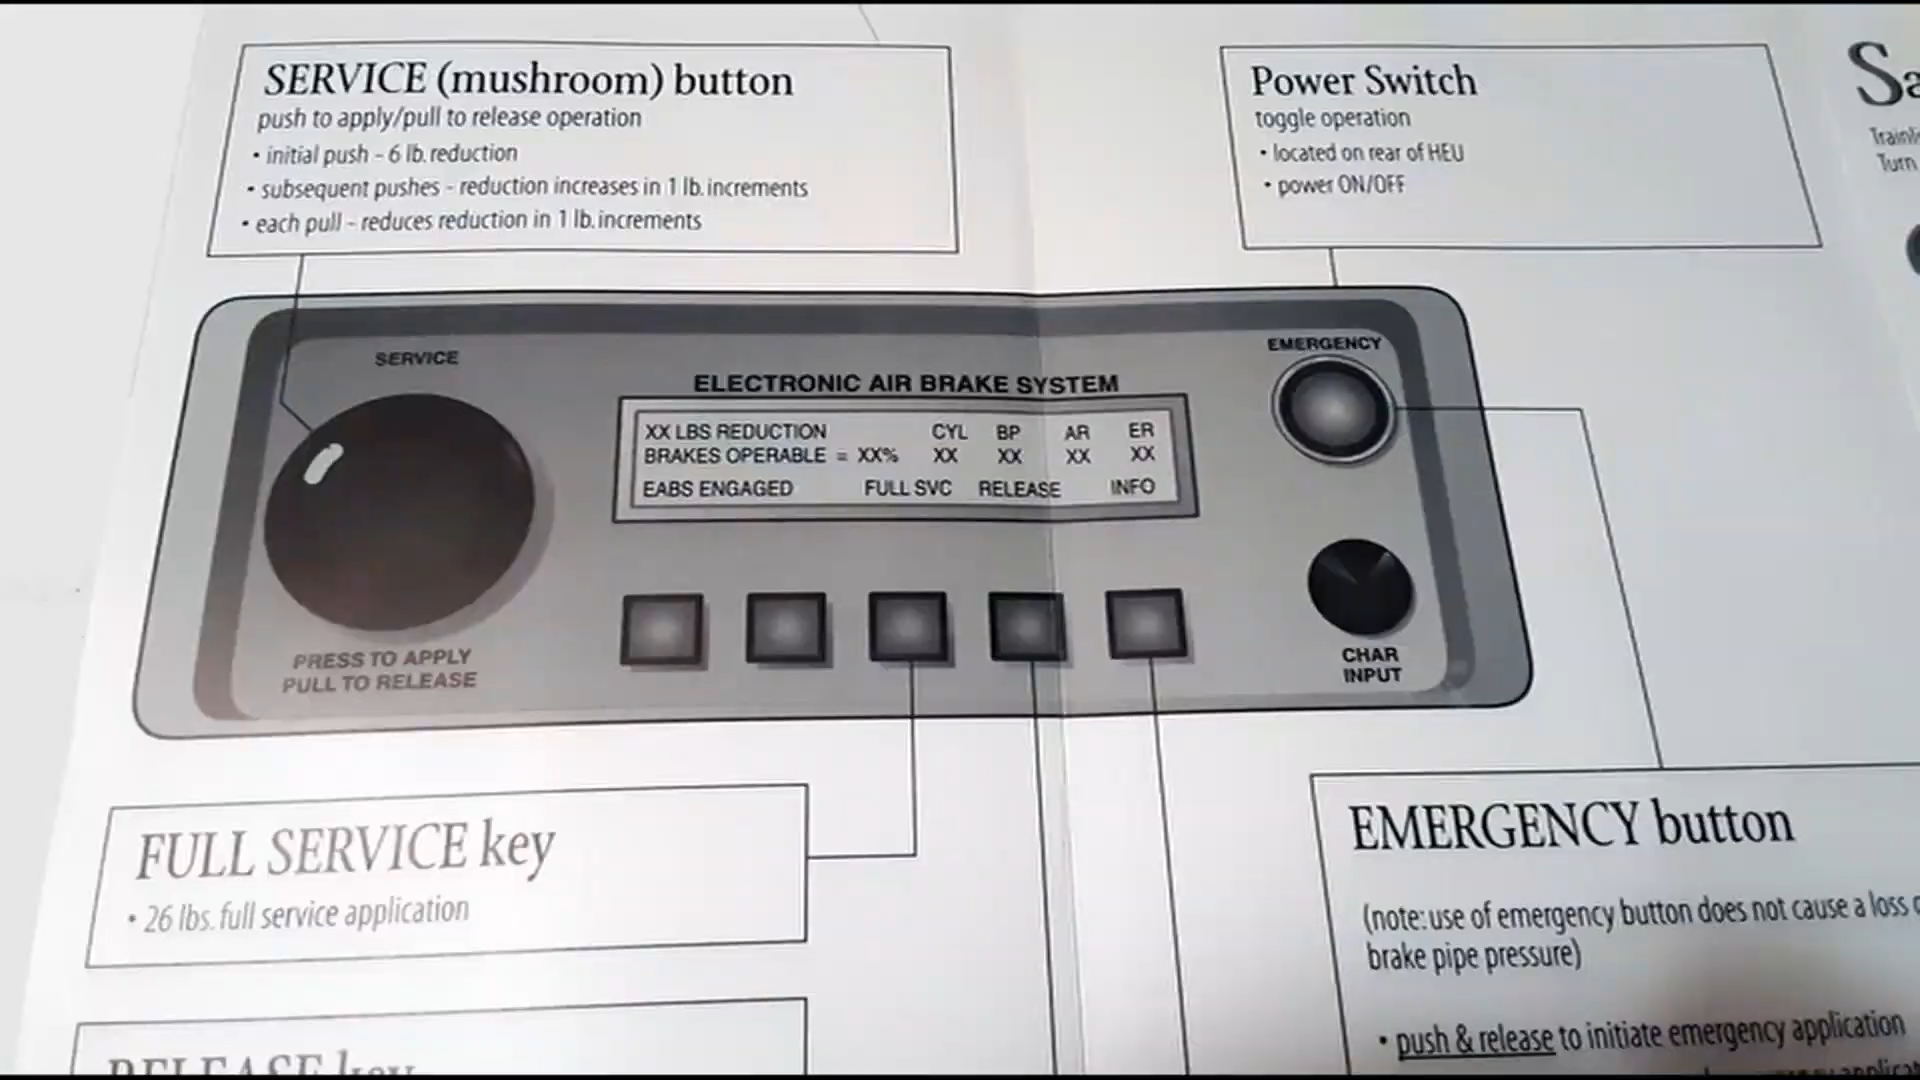 SERVICE (mushroom) button
push to apply/pull to release operation
• initial push - 6 lb. reduction
• subsequent pushes - reduction increases in 1 lb. increments
• each pull - reduces reduction in 1 lb. increments
Power Switch
toggle operation
• located on rear of HEU
• power ON/OFF
Turn
SERVICE
EMERGENCY
ELECTRONIC AIR BRAKE SYSTEM
XX LBS REDUCTION CYL BP AR ER
BRAKES OPERABLE = XX% XX XX XX XX
EABS ENGAGED FULL SVC RELEASE INFO
PRESS TO APPLY
PULL TO RELEASE
CHAR
INPUT
FULL SERVICE key
• 26 lbs. full service application
RELEASE key
EMERGENCY button
(note: use of emergency button does not cause a loss
brake pipe pressure)
• push & release to initiate emergency application